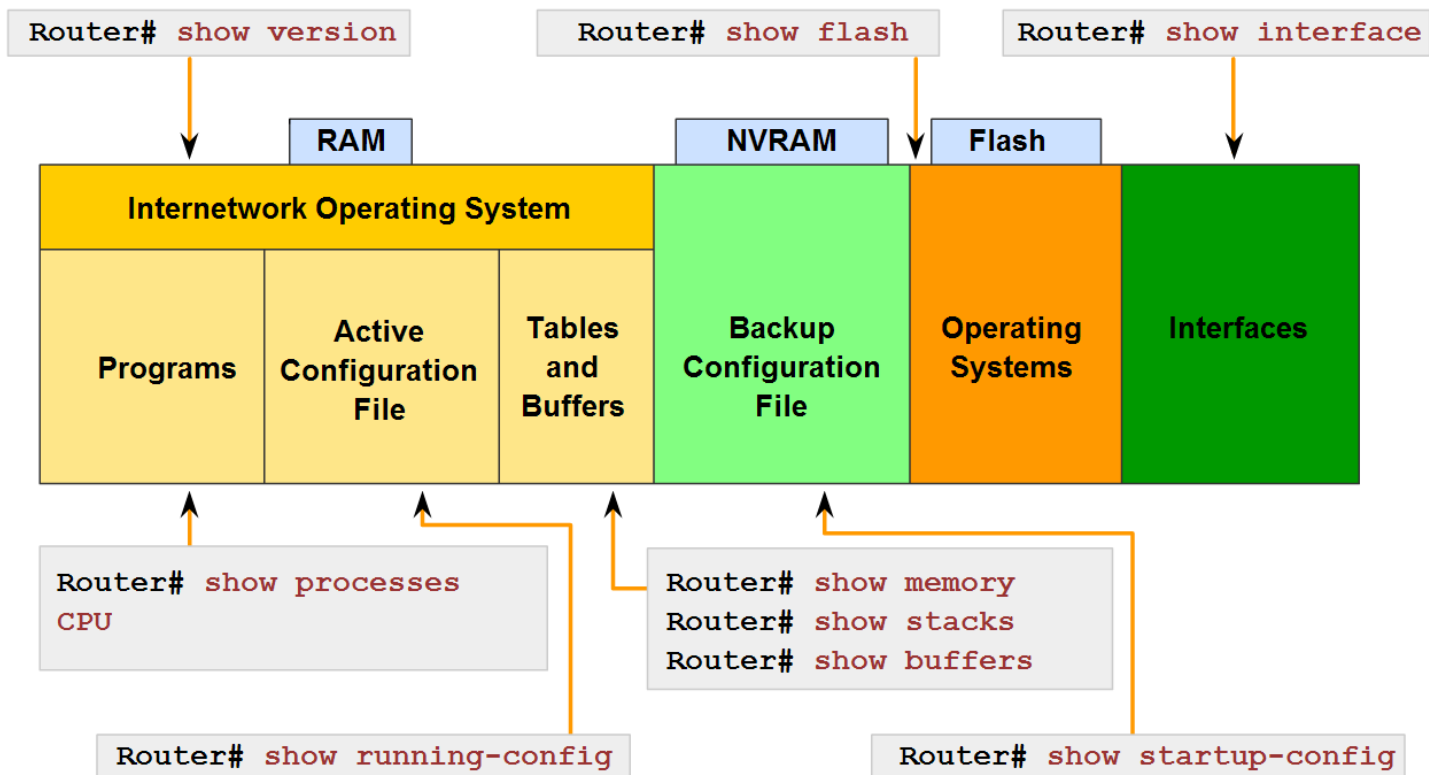 Router# show version
Router# show flash
Router# show interface
RAM
NVRAM
Flash
Internetwork Operating System
Programs
Active
Configuration
File
Tables
and
Buffers
Backup
Configuration
File
Operating
Systems
Interfaces
Router# show processes
CPU
Router# show memory
Router# show stacks
Router# show buffers
Router# show running-config
Router# show startup-config